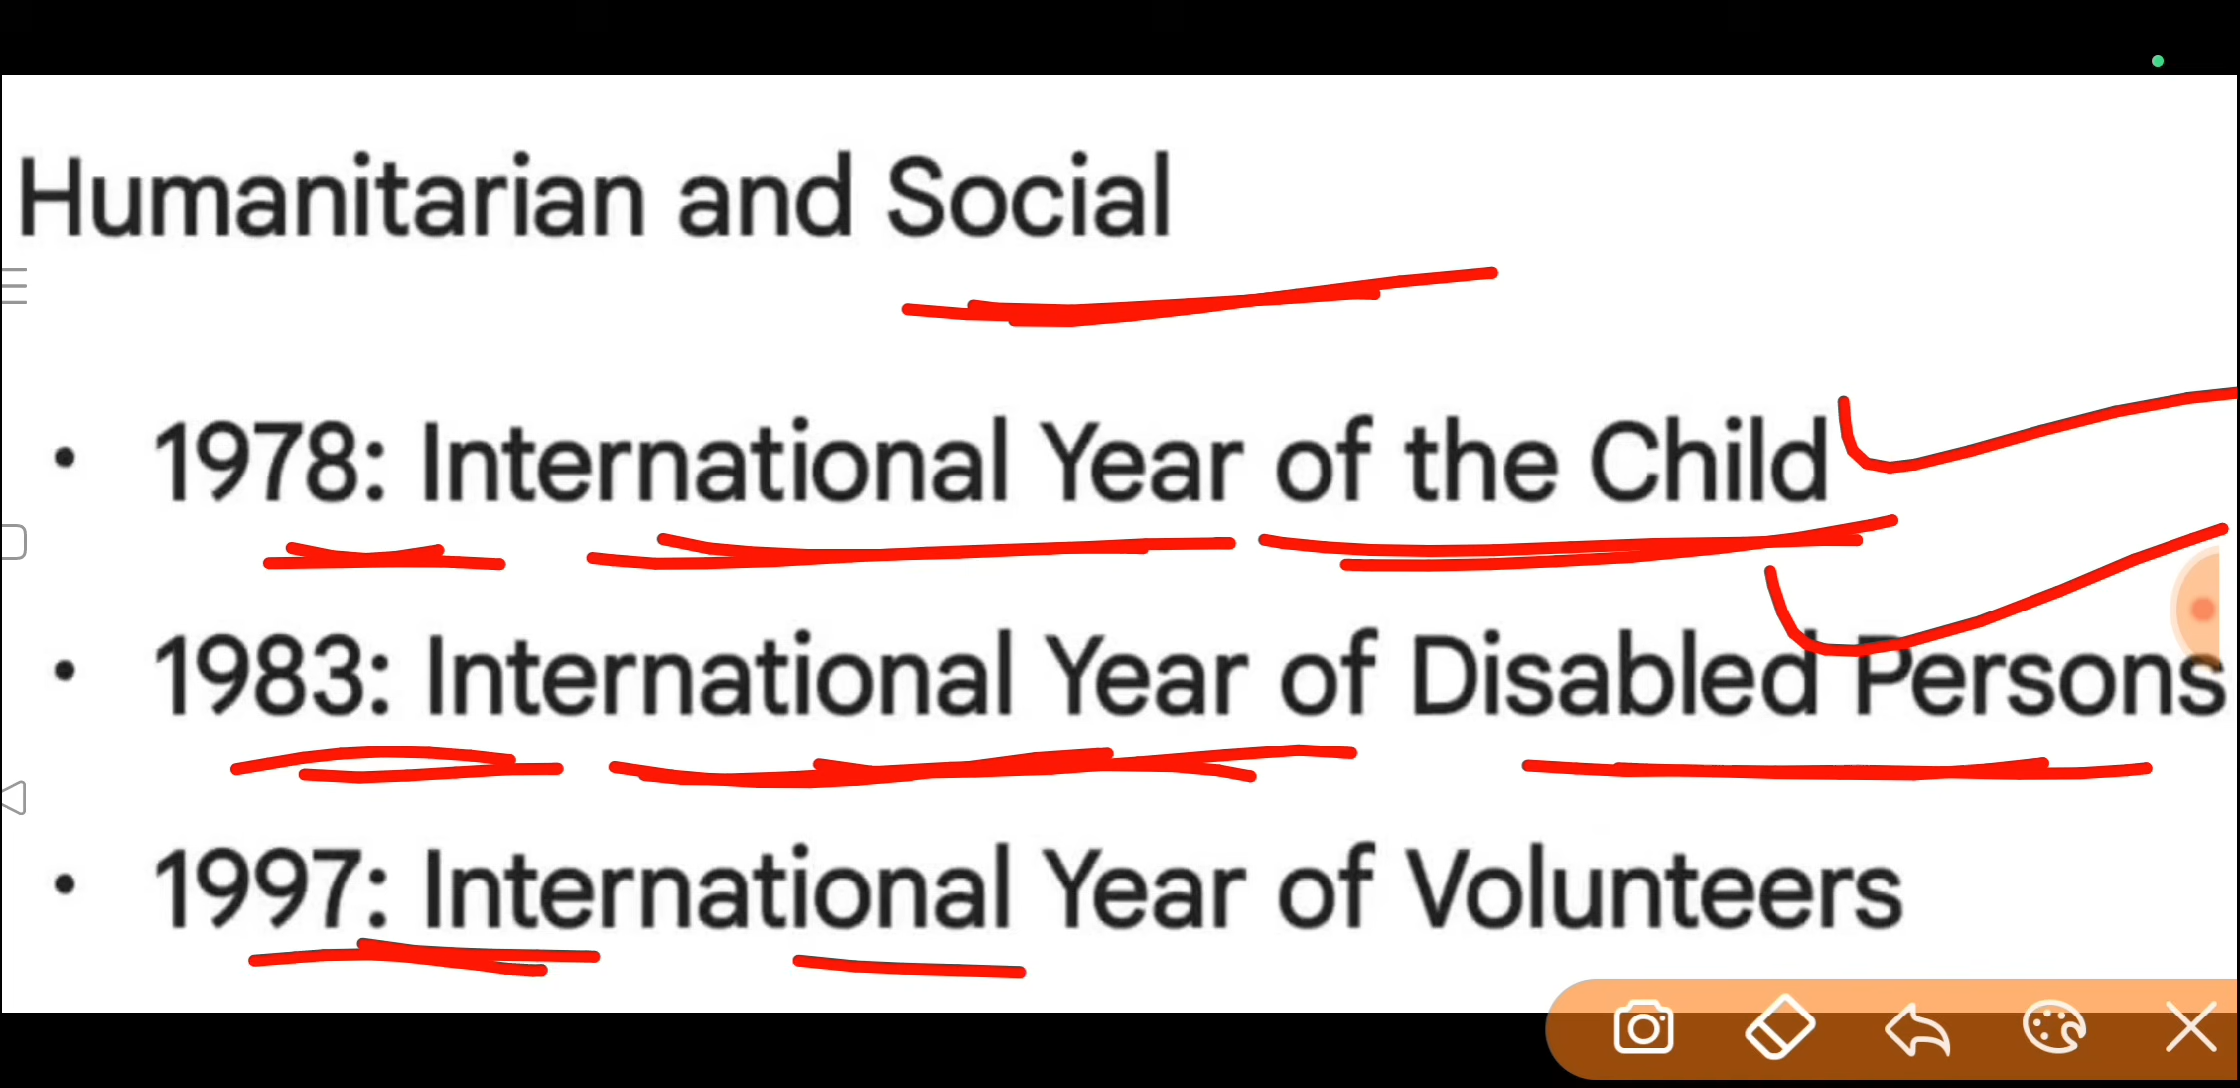 Humanitarian and Social
• 1978: International Year of the Child
• 1983: International Year of Disabled Persons
• 1997: International Year of Volunteers